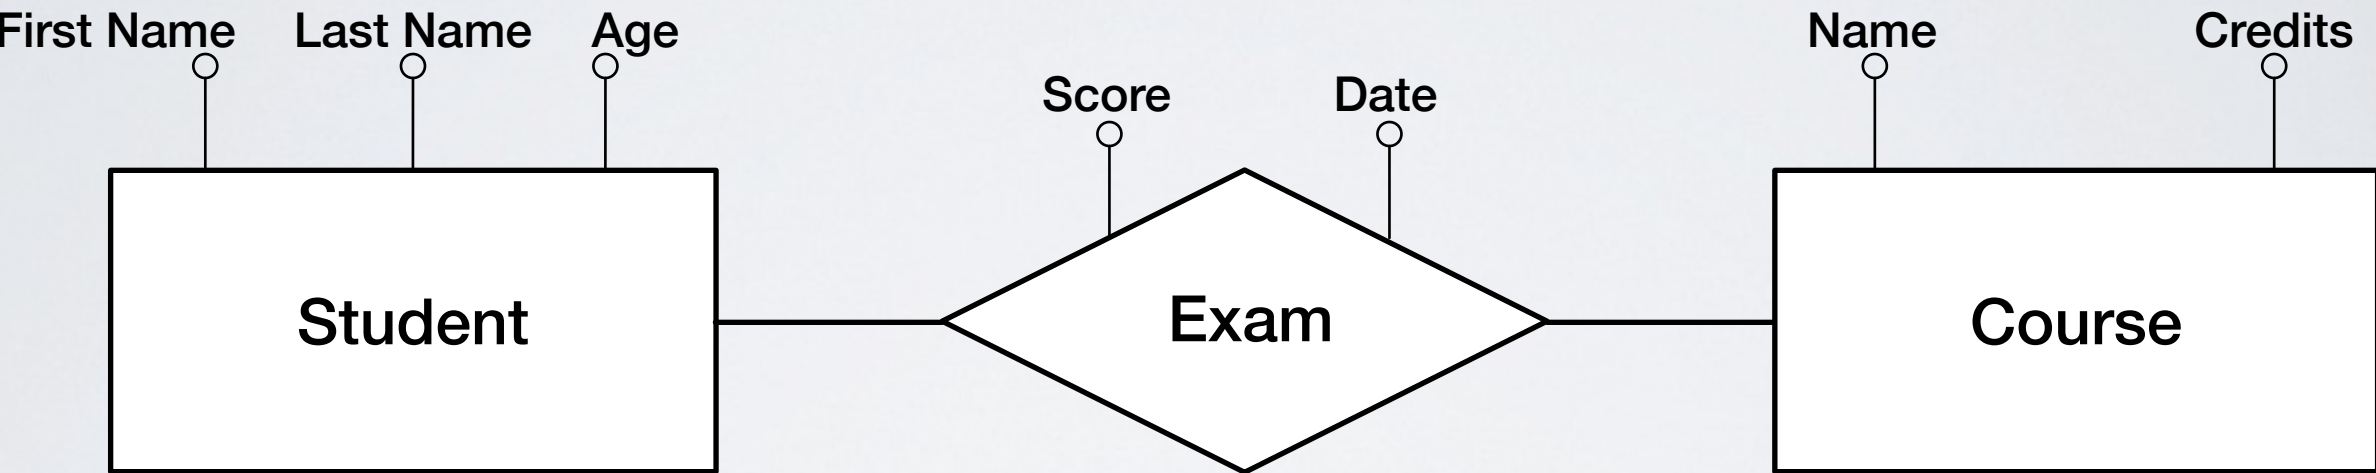 First Name Last Name Age
Name Credits
Score Date
Student
Exam
Course